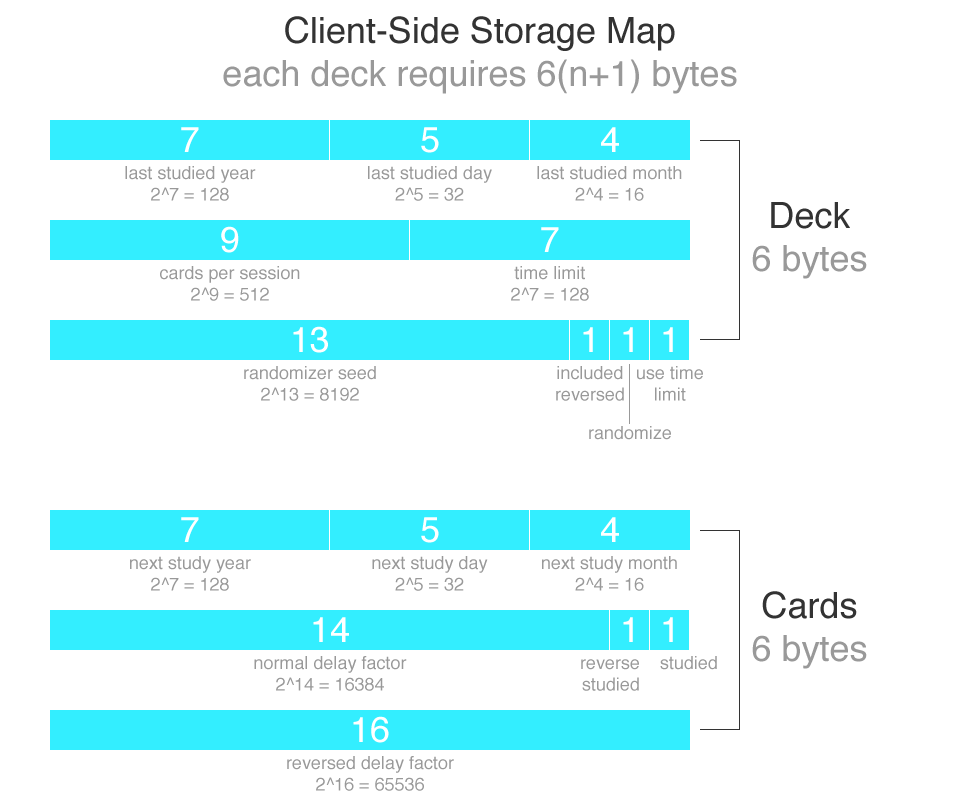 Client-Side Storage Map
each deck requires 6(n+1) bytes
7 5 4
last studied year last studied day last studied month
2^7 = 128 2^5 = 32 2^4 = 16
Deck
6 bytes
9 7
cards per session time limit
2^9 = 512 2^7 = 128
13 1 1 1
randomizer seed included use time
2^13 = 8192 reversed limit
randomize
7 5 4
next study year next study day next study month
2^7 = 128 2^5 = 32 2^4 = 16
Cards
6 bytes
14 1 1
normal delay factor reverse studied
2^14 = 16384 studied
16
reversed delay factor
2^16 = 65536